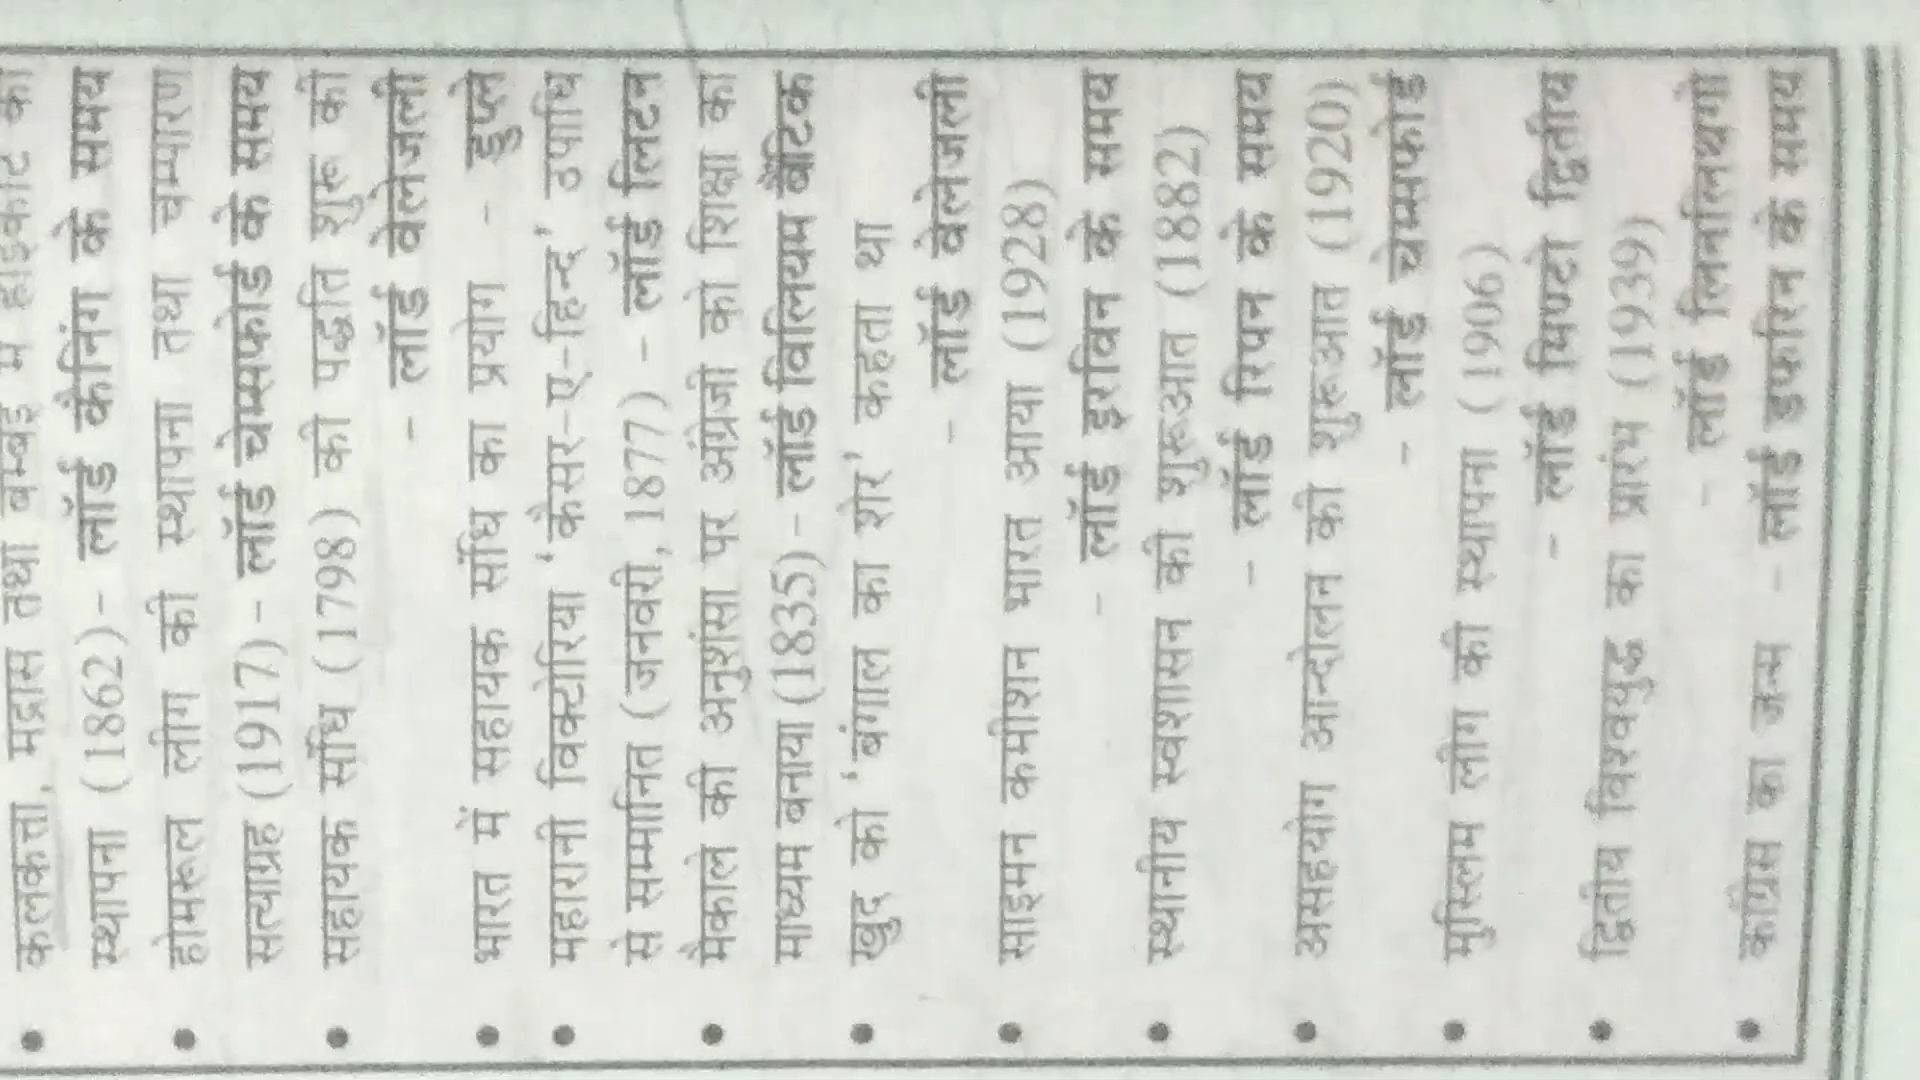 • कलकत्ता, मद्रास तथा बम्बई में हाईकोर्ट की
स्थापना (1862) - लॉर्ड कैनिंग के समय
• होमरूल लीग की स्थापना तथा चम्पारण
सत्याग्रह (1917) - लॉर्ड चेम्सफोर्ड के समय
• सहायक संधि (1798) की पद्धति शुरू की
- लॉर्ड वेलेजली
• भारत में सहायक संधि का प्रयोग - डुप्ले
• महारानी विक्टोरिया 'कैसर-ए-हिन्द' उपाधि
से सम्मानित (जनवरी, 1877) - लॉर्ड लिटन
• मैकाले की अनुशंसा पर अंग्रेजी को शिक्षा का
माध्यम बनाया (1835) - लॉर्ड विलियम बैंटिक
• खुद को 'बंगाल का शेर' कहता था
- लॉर्ड वेलेजली
• साइमन कमीशन भारत आया (1928)
- लॉर्ड इरविन के समय
• स्थानीय स्वशासन की शुरूआत (1882)
- लॉर्ड रिपन के समय
• असहयोग आन्दोलन की शुरूआत (1920)
- लॉर्ड चेम्सफोर्ड
• मुस्लिम लीग की स्थापना (1906)
- लॉर्ड मिण्टो द्वितीय
• द्वितीय विश्वयुद्ध का प्रारंभ (1939)
- लॉर्ड लिनलिथगो
• कांग्रेस का जन्म - लॉर्ड डफरिन के समय